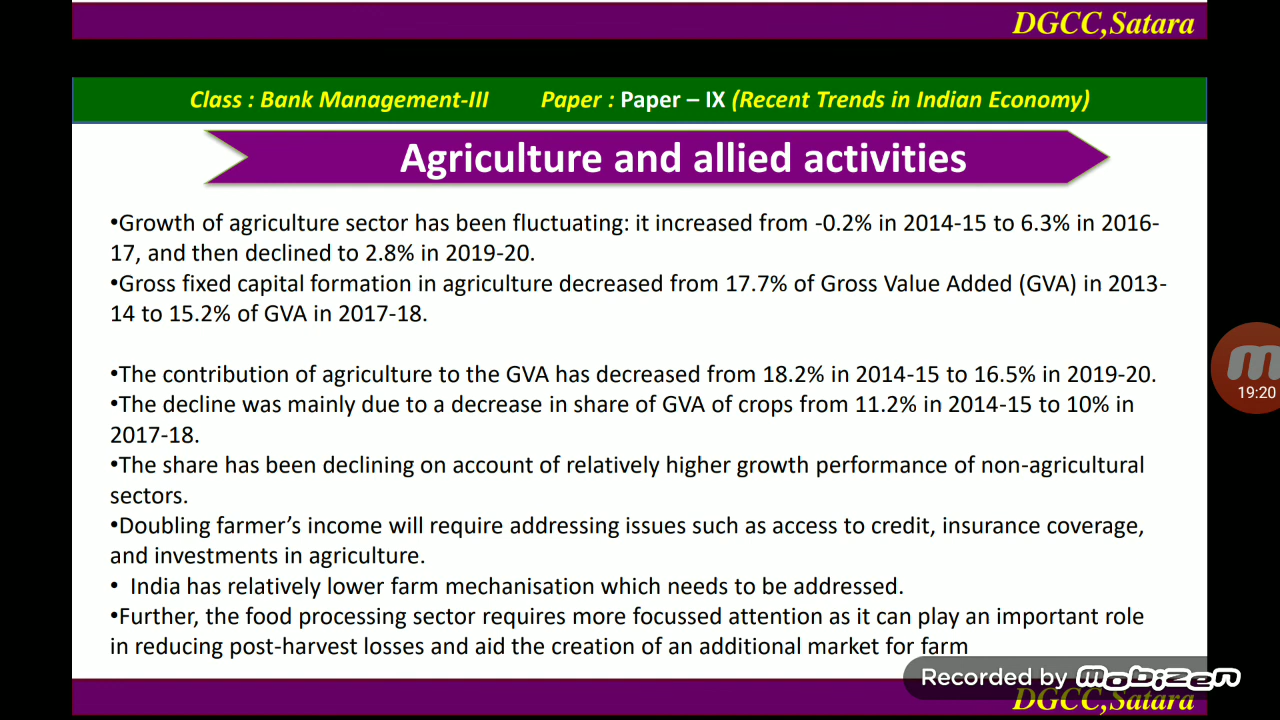 DGCC,Satara
Class : Bank Management-III Paper : Paper – IX (Recent Trends in Indian Economy)
Agriculture and allied activities
•Growth of agriculture sector has been fluctuating: it increased from -0.2% in 2014-15 to 6.3% in 2016-
17, and then declined to 2.8% in 2019-20.
•Gross fixed capital formation in agriculture decreased from 17.7% of Gross Value Added (GVA) in 2013-
14 to 15.2% of GVA in 2017-18.
•The contribution of agriculture to the GVA has decreased from 18.2% in 2014-15 to 16.5% in 2019-20.
•The decline was mainly due to a decrease in share of GVA of crops from 11.2% in 2014-15 to 10% in
2017-18.
•The share has been declining on account of relatively higher growth performance of non-agricultural
sectors.
•Doubling farmer’s income will require addressing issues such as access to credit, insurance coverage,
and investments in agriculture.
• India has relatively lower farm mechanisation which needs to be addressed.
•Further, the food processing sector requires more focussed attention as it can play an important role
in reducing post-harvest losses and aid the creation of an additional market for farm
19:20
Recorded by mobizen
DGCC,Satara